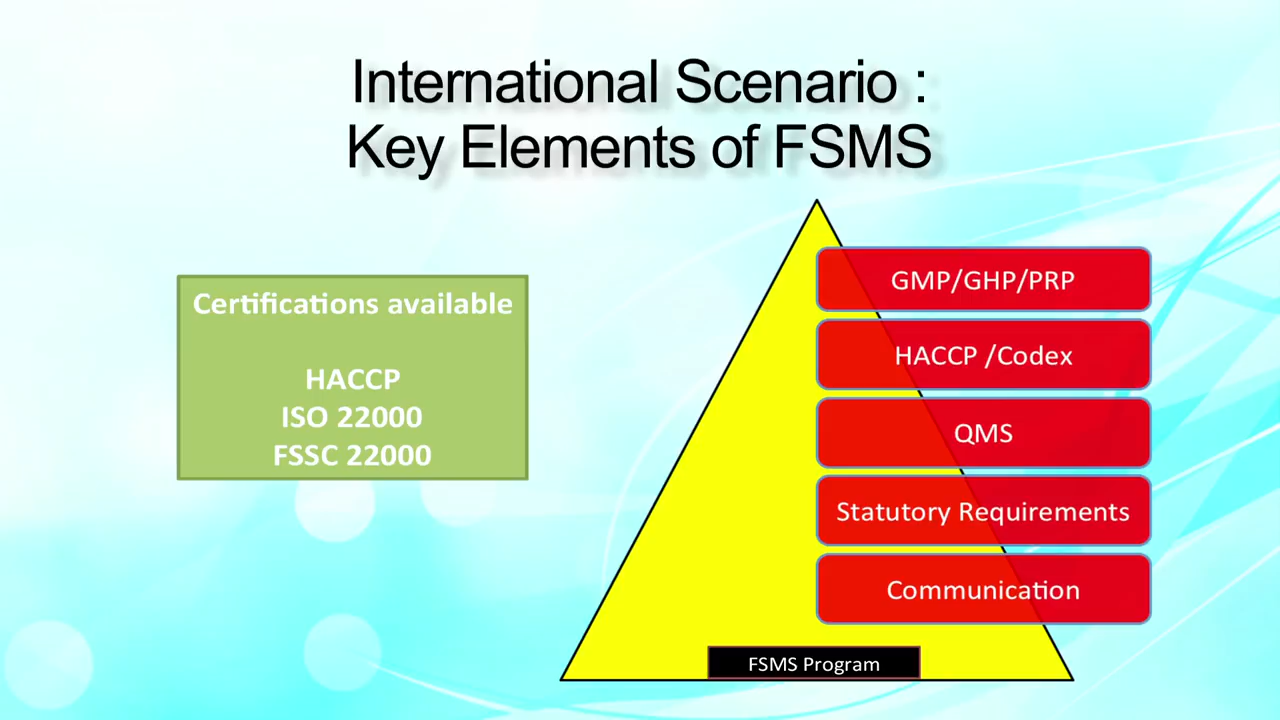 International Scenario :
Key Elements of FSMS
Certifications available
HACCP
ISO 22000
FSSC 22000
GMP/GHP/PRP
HACCP /Codex
QMS
Statutory Requirements
Communication
FSMS Program